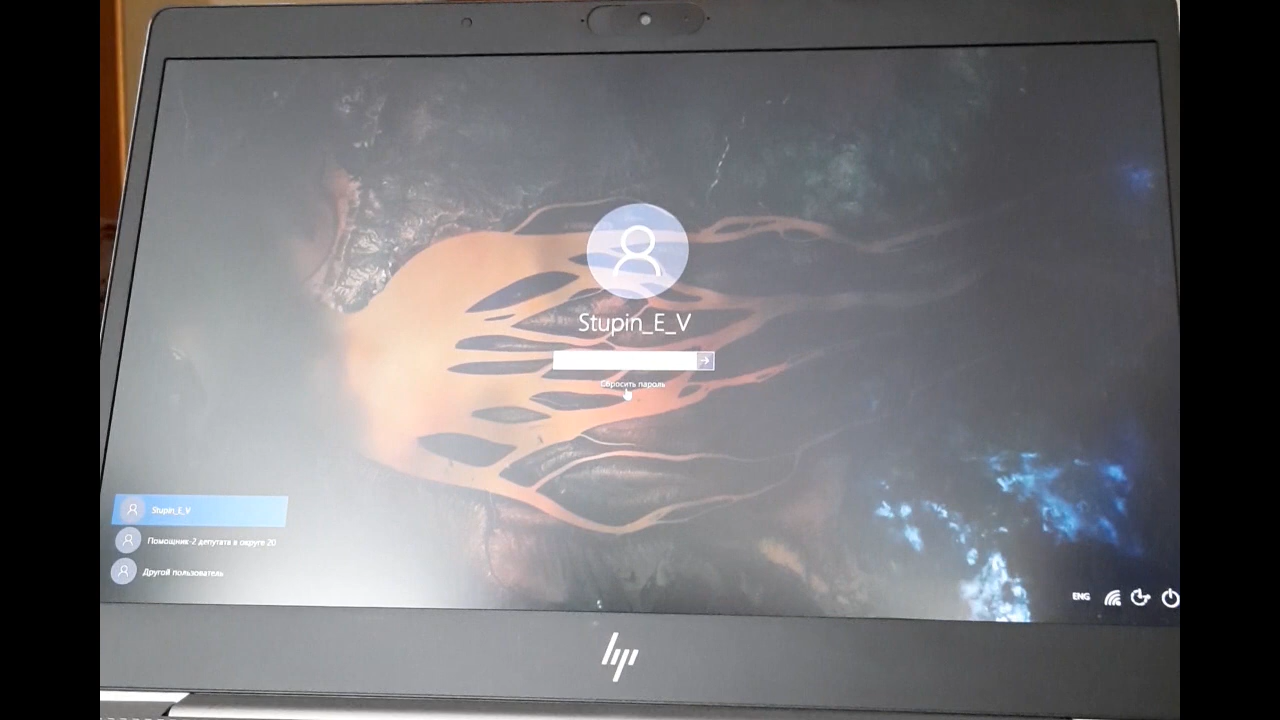 Stupin_E_V
Сбросить пароль
Stupin_E_V
Помощник-2 депутата в округе 20
Другой пользователь
ENG
hp